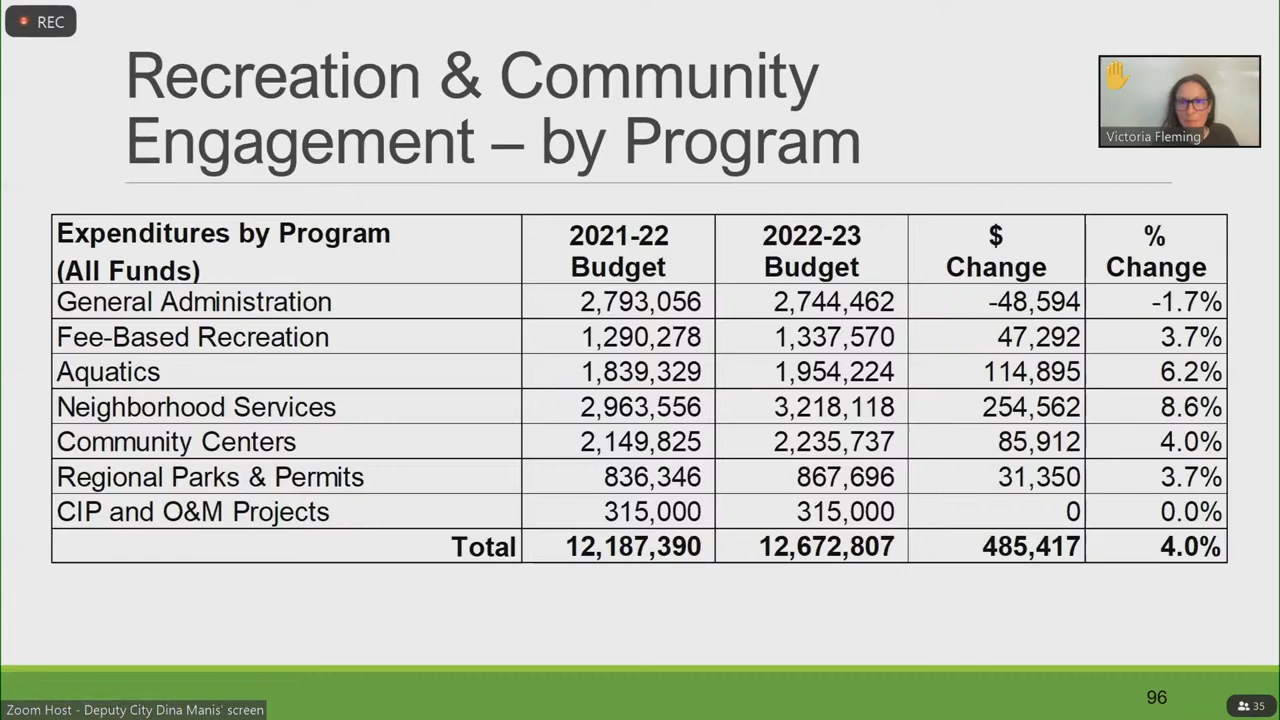 REC
Recreation & Community
Engagement – by Program
Victoria Fleming
Expenditures by Program (All Funds) 2021-22 Budget 2022-23 Budget $ Change % Change
General Administration 2,793,056 2,744,462 -48,594 -1.7%
Fee-Based Recreation 1,290,278 1,337,570 47,292 3.7%
Aquatics 1,839,329 1,954,224 114,895 6.2%
Neighborhood Services 2,963,556 3,218,118 254,562 8.6%
Community Centers 2,149,825 2,235,737 85,912 4.0%
Regional Parks & Permits 836,346 867,696 31,350 3.7%
CIP and O&M Projects 315,000 315,000 0 0.0%
Total 12,187,390 12,672,807 485,417 4.0%
96
Zoom Host - Deputy City Dina Manis' screen
35